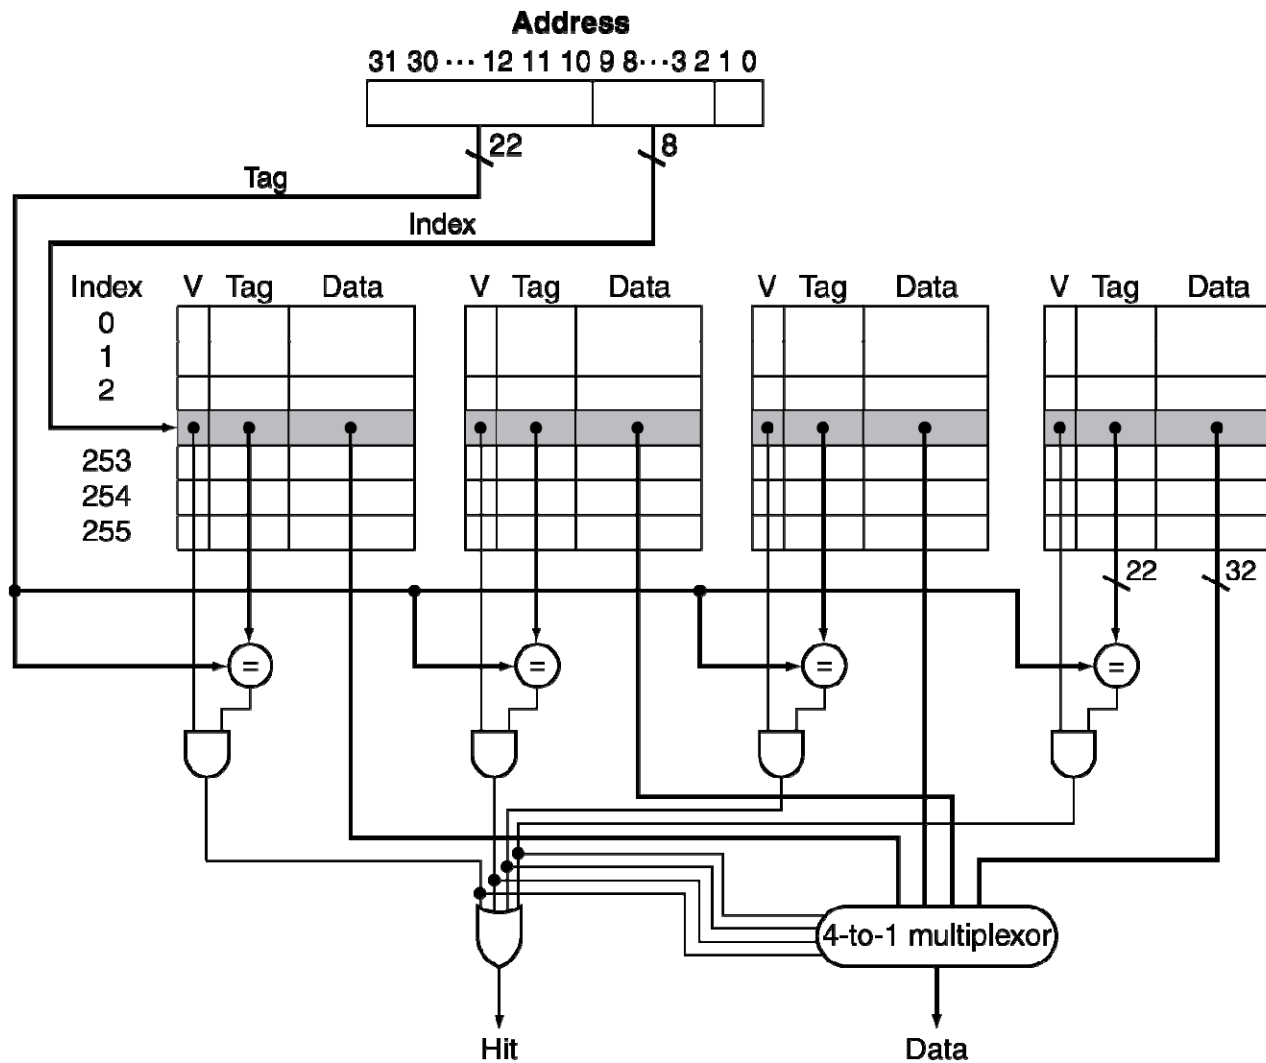 Address
31 30 ··· 12 11 10 9 8···3 2 1 0
22
8
Tag
Index
Index V Tag Data V Tag Data V Tag Data V Tag Data
0
1
2
253
254
255
22
32
= = = =
4-to-1 multiplexor
Hit
Data